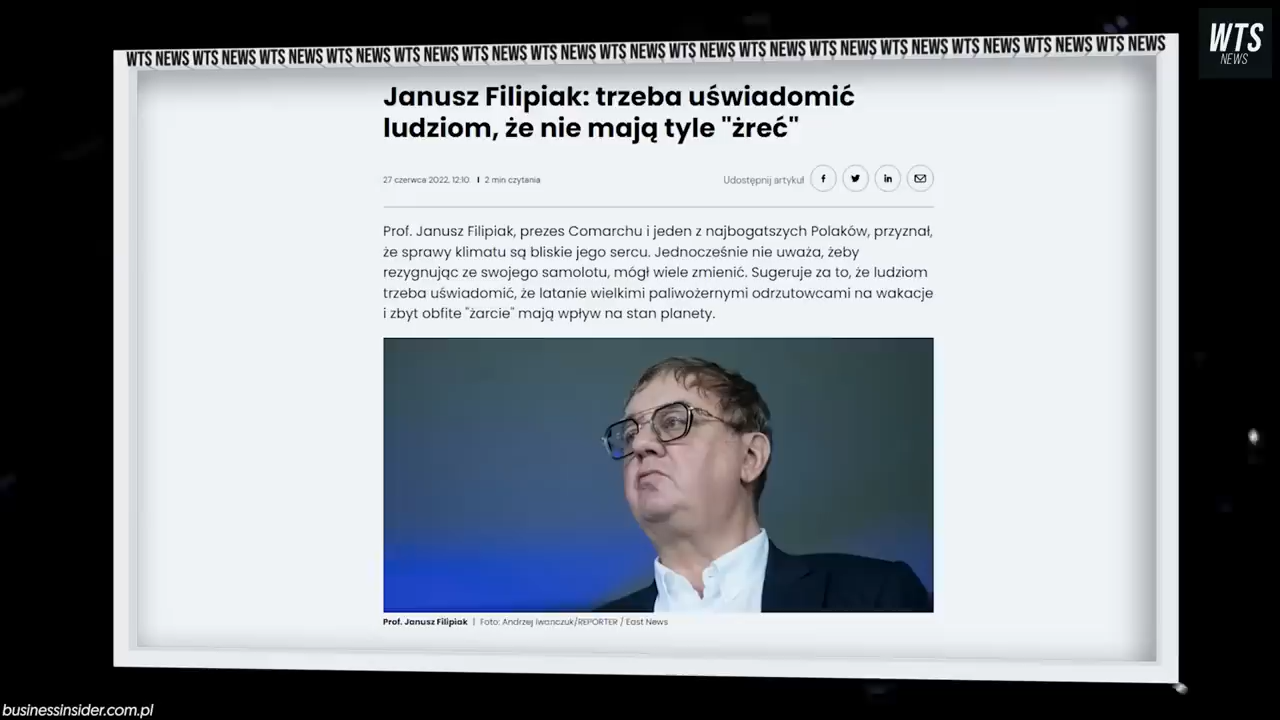 WTS NEWS WTS NEWS WTS NEWS WTS NEWS WTS NEWS WTS NEWS WTS NEWS WTS NEWS WTS NEWS WTS NEWS WTS NEWS WTS NEWS WTS NEWS WTS NEWS WTS NEWS
WTS
NEWS
Janusz Filipiak: trzeba uświadomić
ludziom, że nie mają tyle "żreć"
27 czerwca 2022, 12:10 | 2 min czytania
Udostępnij artykuł
Prof. Janusz Filipiak, prezes Comarchu i jeden z najbogatszych Polaków, przyznał,
że sprawy klimatu są bliskie jego sercu. Jednocześnie nie uważa, żeby
rezygnując ze swojego samolotu, mógł wiele zmienić. Sugeruje za to, że ludziom
trzeba uświadomić, że latanie wielkimi paliwożernymi odrzutowcami na wakacje
i zbyt obfite "żarcie" mają wpływ na stan planety.
Prof. Janusz Filipiak | Foto: Andrzej Iwanczuk/REPORTER / East News
businessinsider.com.pl